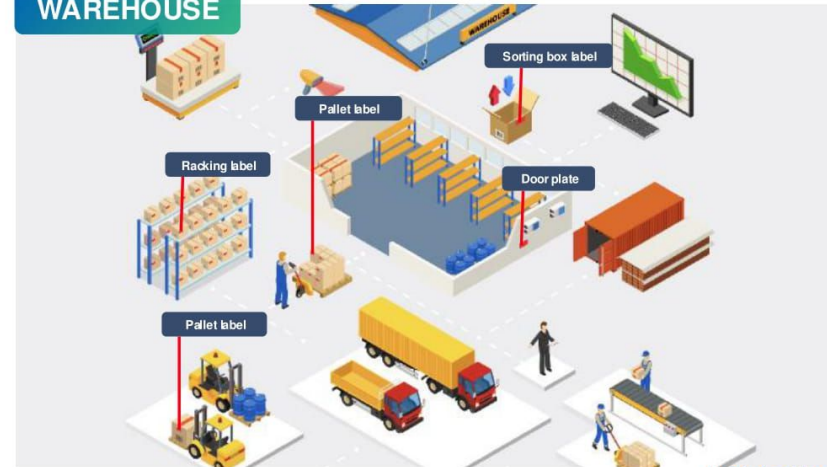 WAREHOUSE
WAREHOUSE
Sorting box label
Pallet label
Racking label
Door plate
Pallet label